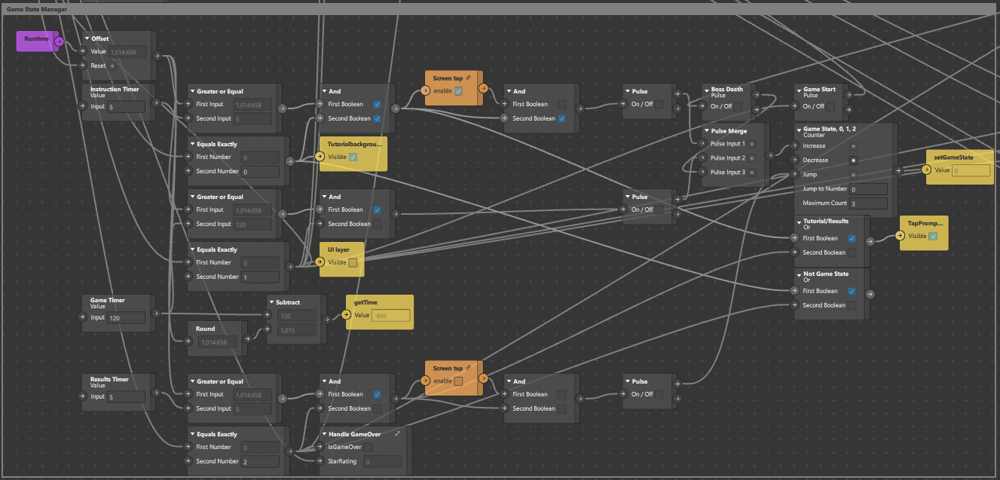 Game State Manager
Runtime
Offset
Value 1,014.659
Reset
Instruction Timer
Value
Input 5
Greater or Equal
First Input 1,014.658
Second Input 5
And
First Boolean
Second Boolean
Screen tap
enable
And
First Boolean
Second Boolean
Pulse
On / Off
Boss Death
Pulse
On / Off
Game Start
Pulse
On / Off
Equals Exactly
First Number 0
Second Number 0
Tutorialbackgrou...
Visible
Pulse Merge
Pulse Input 1
Pulse Input 2
Pulse Input 3
Game State, 0, 1, 2
Counter
Increase
Decrease
Jump
Jump to Number 0
Maximum Count 3
setGameState
Value 0
Greater or Equal
First Input 1,014.658
Second Input 120
And
First Boolean
Second Boolean
Pulse
On / Off
Tutorial/Results
Or
First Boolean
Second Boolean
TapPromp...
Visible
Equals Exactly
First Number 0
Second Number 1
UI layer
Visible
Not Game State
Or
First Boolean
Second Boolean
Game Timer
Value
Input 120
Subtract
120
1,015
getTime
Value -895
Round
1,014.658
Results Timer
Value
Input 5
Greater or Equal
First Input 1,014.658
Second Input 5
And
First Boolean
Second Boolean
Screen tap
enable
And
First Boolean
Second Boolean
Pulse
On / Off
Equals Exactly
First Number 0
Second Number 2
Handle GameOver
IsGameOver
StarRating 0